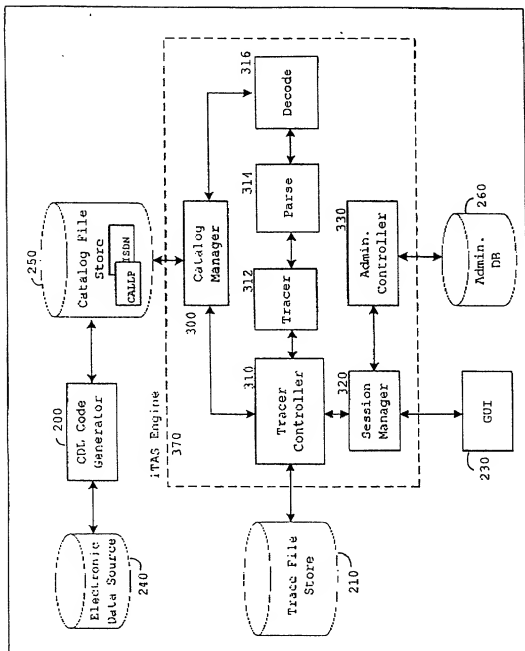 Electronic
Data Source
240
CDL Code
Generator
200
Catalog File
Store
CALLP
ISDN
250
iTAS Engine
370
Catalog
Manager
300
Tracer
Controller
310
Tracer
312
Parse
314
Decode
316
Session
Manager
320
Admin.
Controller
330
Trace File
Store
210
GUI
230
Admin.
DB
260